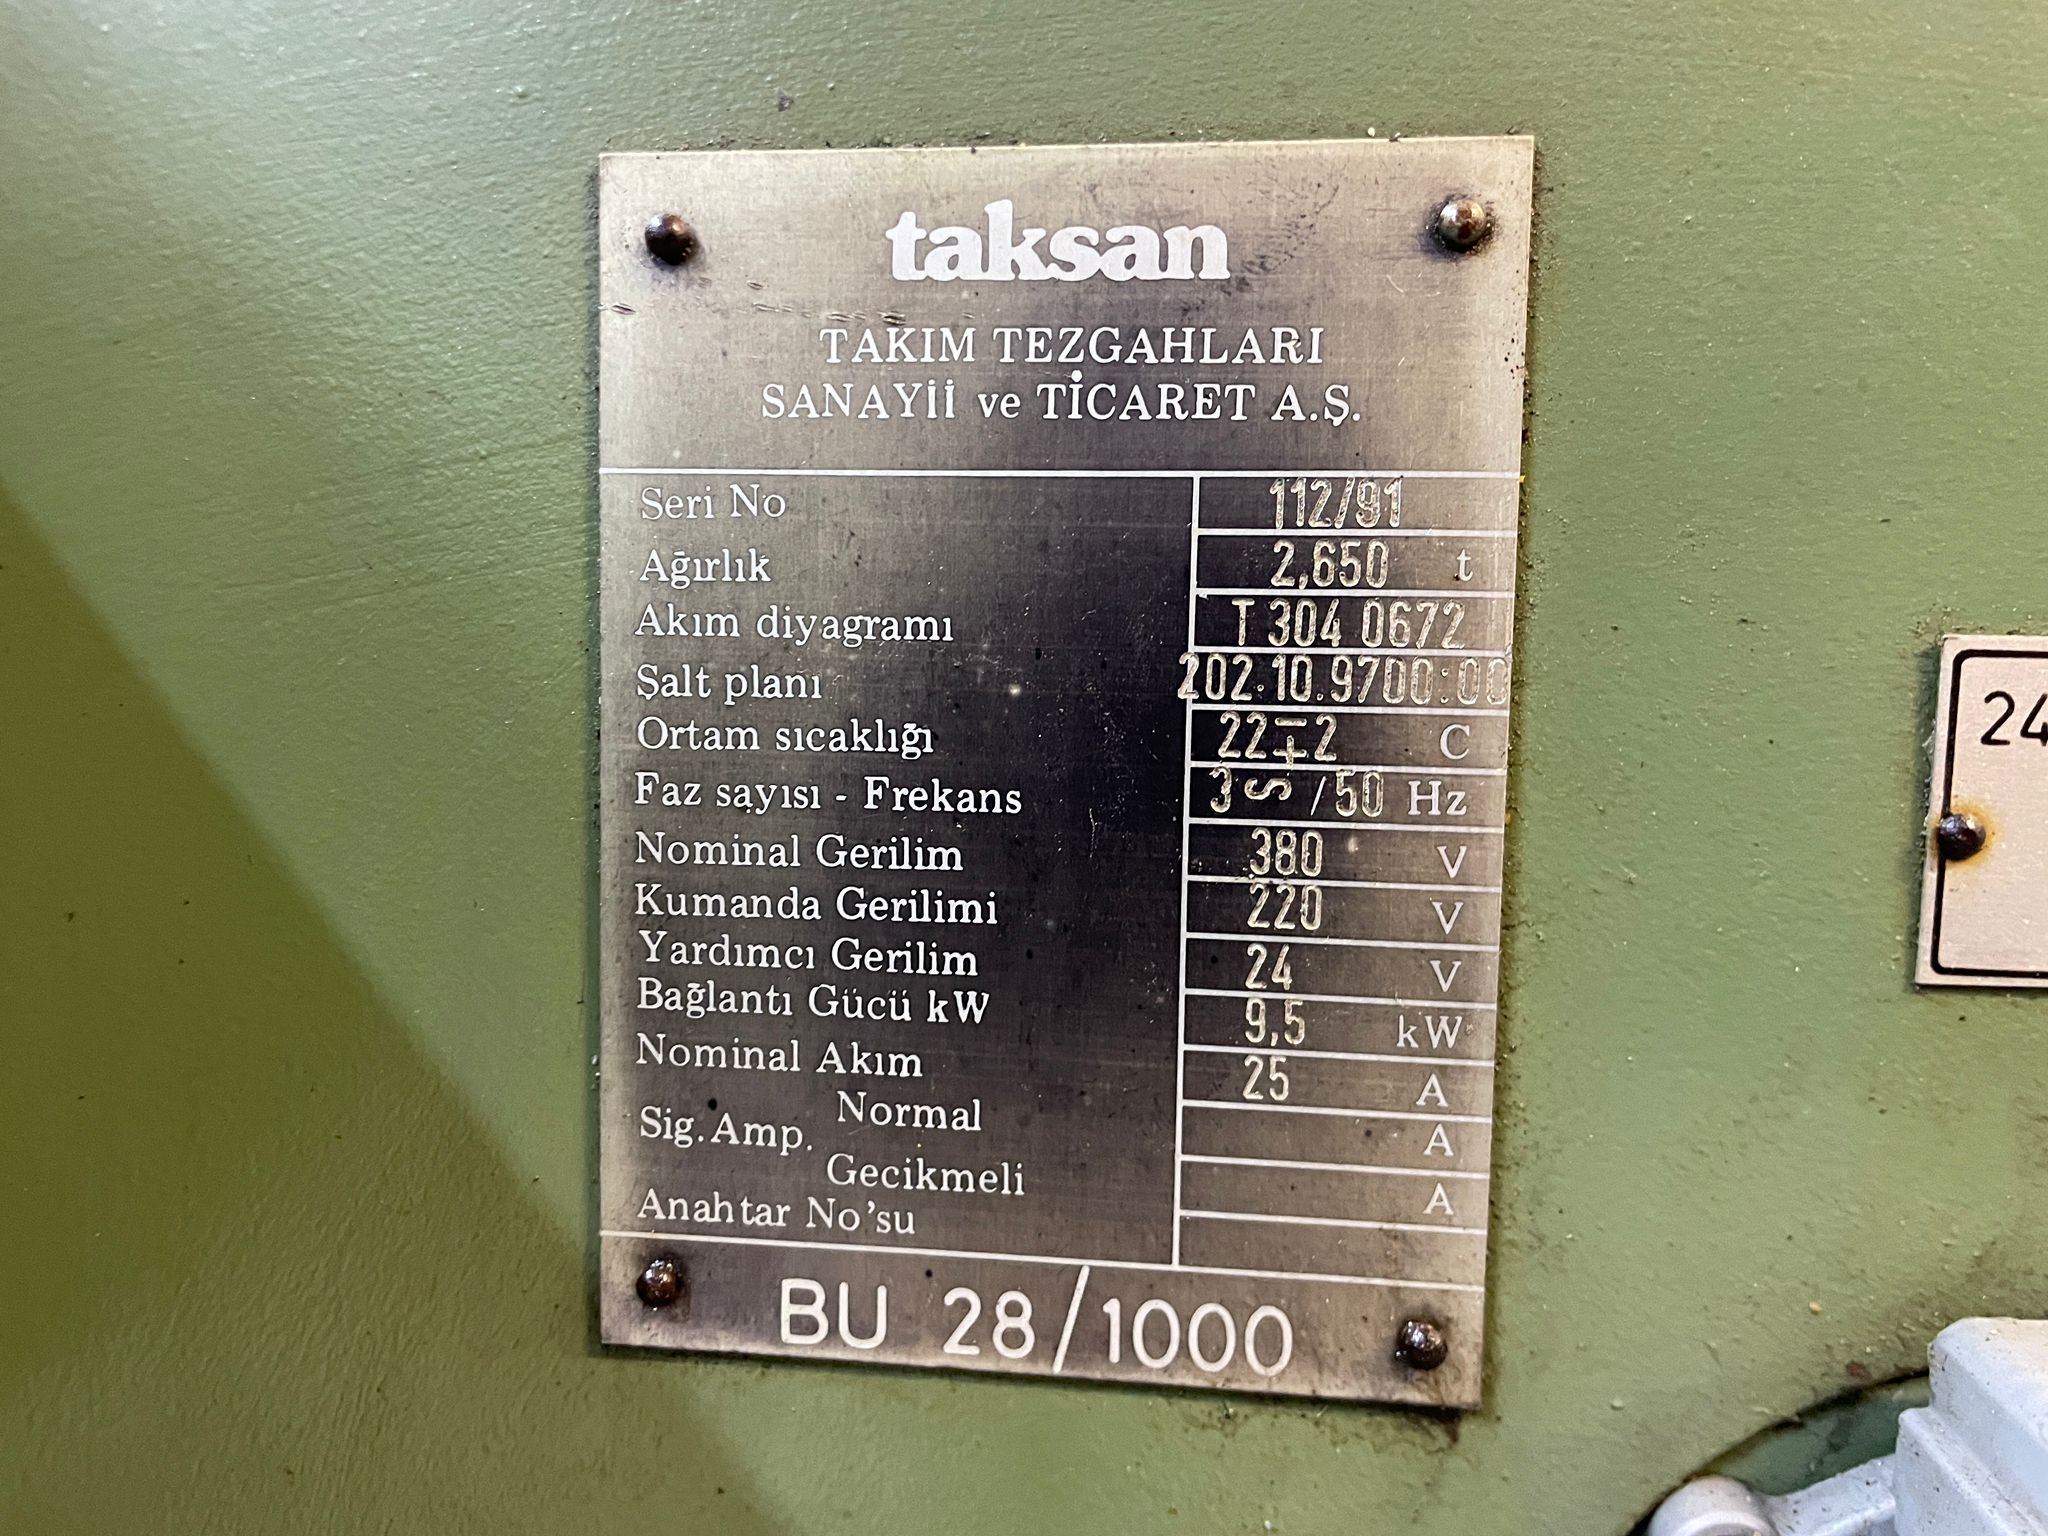 taksan
TAKIM TEZGAHLARI
SANAYİİ ve TİCARET A.Ş.
Seri No 112/91
Ağırlık 2,650 t
Akım diyagramı T 304 0672
Şalt planı 202.10.9700:00
Ortam sıcaklığı 22∓2 C
Faz sayısı - Frekans 3 ∽ /50 Hz
Nominal Gerilim 380 V
Kumanda Gerilimi 220 V
Yardımcı Gerilim 24 V
Bağlantı Gücü kW 9,5 kW
Nominal Akım 25 A
Normal A
Sig. Amp.
Gecikmeli A
Anahtar No'su
BU 28/1000
24